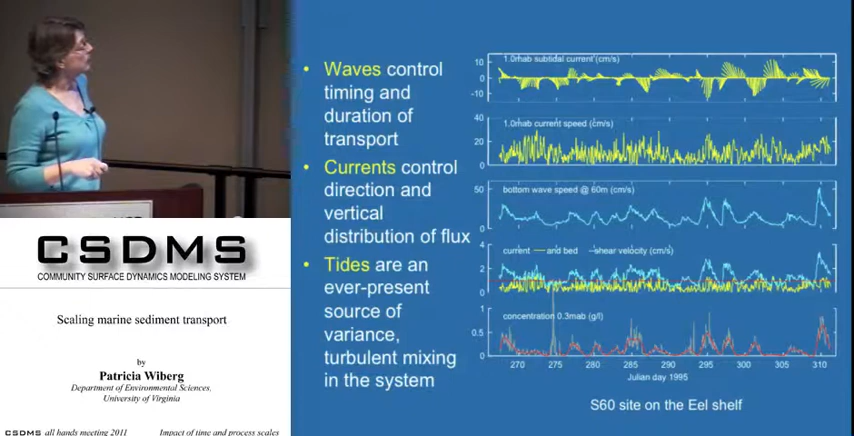 • Waves control
timing and
duration of
transport
• Currents control
direction and
vertical
distribution of flux
• Tides are an
ever-present
source of
variance,
turbulent mixing
in the system
1.0mab subtidal current (cm/s)
10
0
-10
1.0mab current speed (cm/s)
40
20
0
bottom wave speed @ 60m (cm/s)
50
0
current and bed shear velocity (cm/s)
4
2
0
concentration 0.3mab (g/l)
1
0.5
0
270 275 280 285 290 295 300 305 310
Julian day 1995
S60 site on the Eel shelf
CSDMS
COMMUNITY SURFACE DYNAMICS MODELING SYSTEM
Scaling marine sediment transport
by
Patricia Wiberg
Department of Environmental Sciences,
University of Virginia
CSDMS all hands meeting 2011 Impact of time and process scales